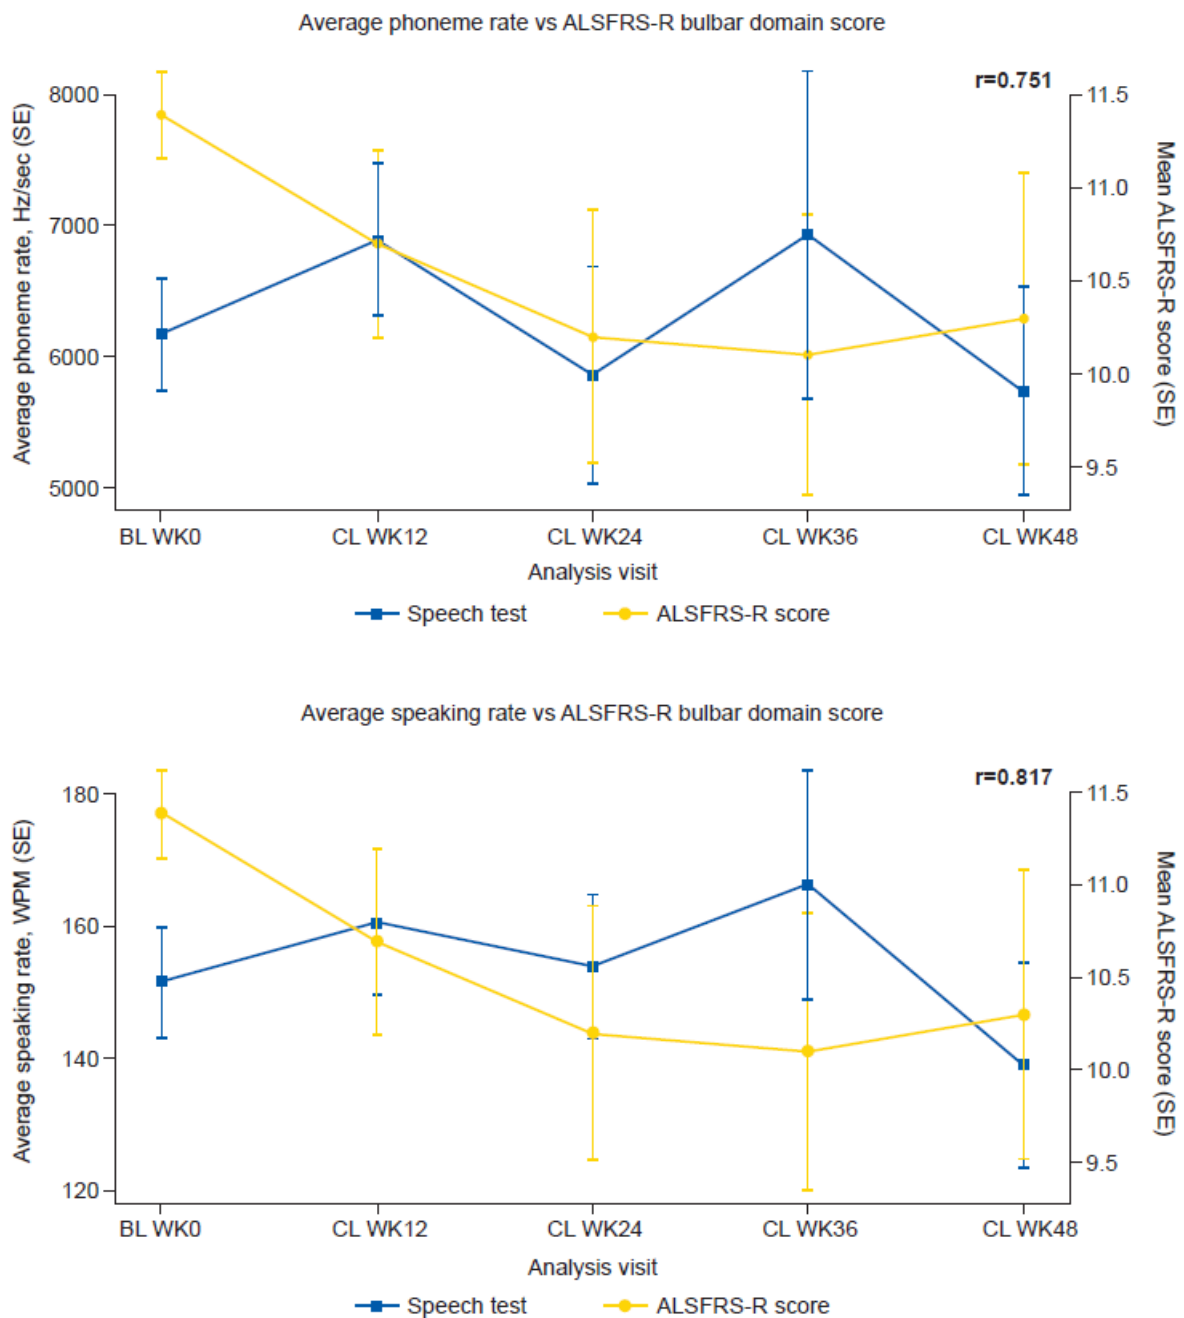 Average phoneme rate vs ALSFRS-R bulbar domain score
r=0.751
Average phoneme rate, Hz/sec (SE)
8000
7000
6000
5000
11.5
11.0
10.5
10.0
9.5
Mean ALSFRS-R
score (SE)
BL WK0 CL WK12 CL WK24 CL WK36 CL WK48
Analysis visit
Speech test ALSFRS-R score
Average speaking rate vs ALSFRS-R bulbar domain score
r=0.817
Average speaking rate, WPM (SE)
180
160
140
120
11.5
11.0
10.5
10.0
9.5
Mean ALSFRS-R
score (SE)
BL WK0 CL WK12 CL WK24 CL WK36 CL WK48
Analysis visit
Speech test ALSFRS-R score